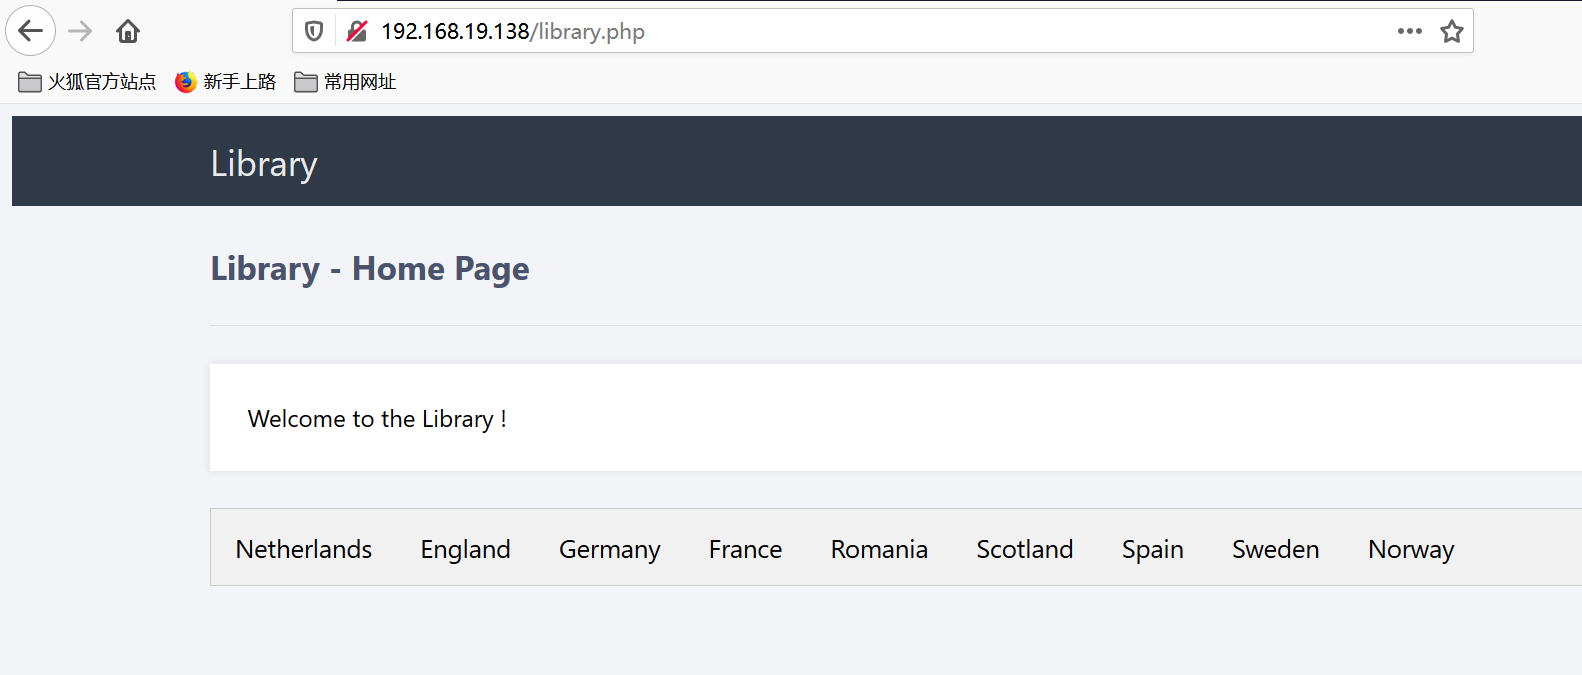 192.168.19.138/library.php
火狐官方站点 新手上路 常用网址
Library
Library - Home Page
Welcome to the Library !
Netherlands England Germany France Romania Scotland Spain Sweden Norway